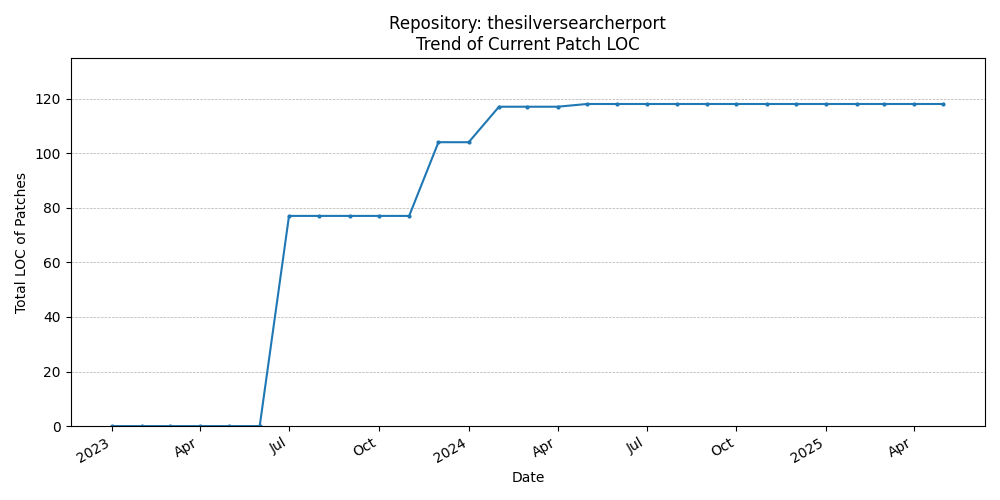 Repository: thesilversearcherport
Trend of Current Patch LOC
Total LOC of Patches
120
100
80
60
40
20
0
2023
Apr
Jul
Oct
2024
Apr
Jul
Oct
2025
Apr
Date